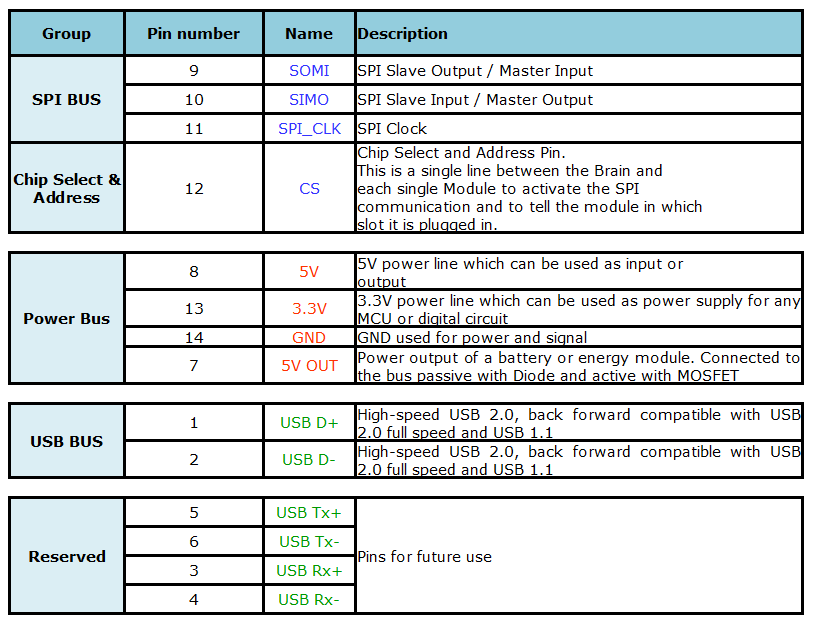 Group Pin number Name Description
SPI BUS
9 SOMI SPI Slave Output / Master Input
10 SIMO SPI Slave Input / Master Output
11 SPI_CLK SPI Clock
Chip Select &
Address
12 CS
Chip Select and Address Pin.
This is a single line between the Brain and
each single Module to activate the SPI
communication and to tell the module in which
slot it is plugged in.
Power Bus
8 5V
5V power line which can be used as input or
output
13 3.3V
3.3V power line which can be used as power supply for any
MCU or digital circuit
14 GND GND used for power and signal
7 5V OUT
Power output of a battery or energy module. Connected to
the bus passive with Diode and active with MOSFET
USB BUS
1 USB D+
High-speed USB 2.0, back forward compatible with USB
2.0 full speed and USB 1.1
2 USB D-
High-speed USB 2.0, back forward compatible with USB
2.0 full speed and USB 1.1
Reserved
5 USB Tx+
6 USB Tx-
3 USB Rx+
4 USB Rx-
Pins for future use